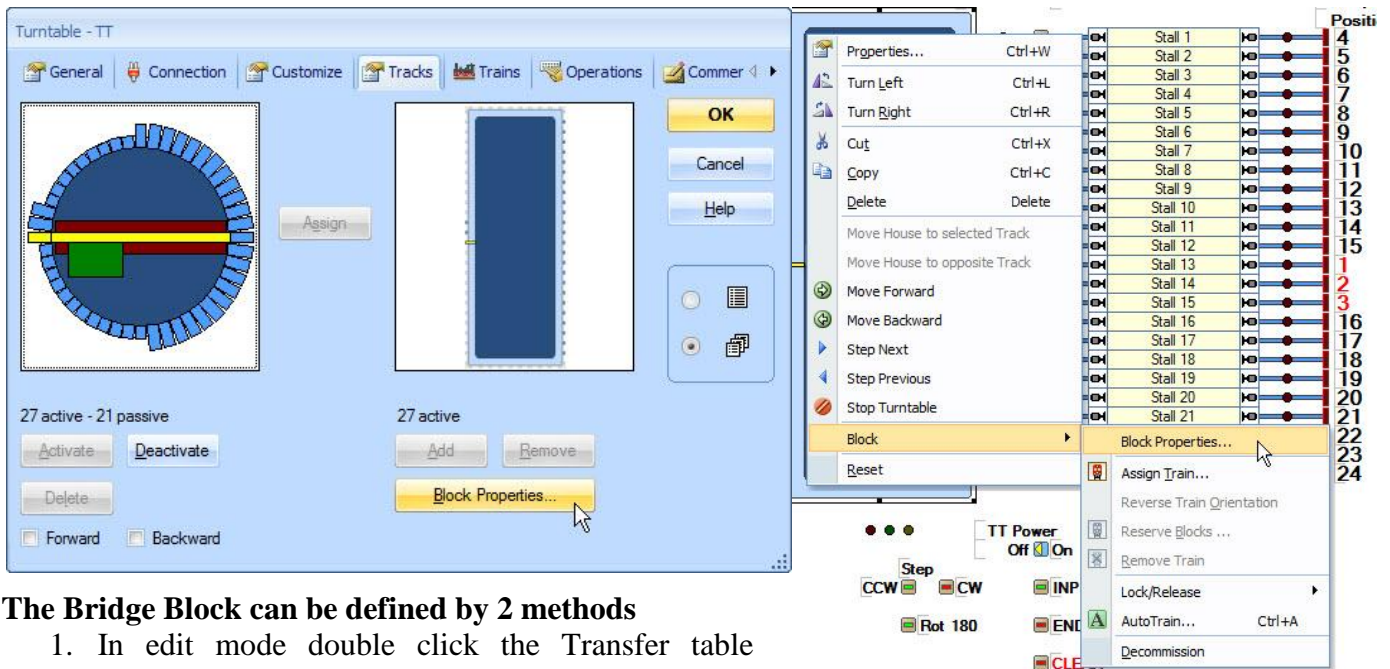 Turntable - TT
General Connection Customize Tracks Trains Operations Commer
OK
Cancel
Help
Assign
27 active - 21 passive
27 active
Activate Deactivate
Add Remove
Delete
Block Properties...
Forward Backward
Properties... Ctrl+W
Turn Left Ctrl+L
Turn Right Ctrl+R
Cut Ctrl+X
Copy Ctrl+C
Delete Delete
Move House to selected Track
Move House to opposite Track
Move Forward
Move Backward
Step Next
Step Previous
Stop Turntable
Block
Reset
Positi
Stall 1 4
Stall 2 5
Stall 3 6
Stall 4 7
Stall 5 8
Stall 6 9
Stall 7 10
Stall 8 11
Stall 9 12
Stall 10 13
Stall 11 14
Stall 12 15
Stall 13 1
Stall 14 2
Stall 15 3
Stall 16 16
Stall 17 17
Stall 18 18
Stall 19 19
Stall 20 20
Stall 21 21
22
23
24
Block Properties...
Assign Train...
Reverse Train Orientation
Reserve Blocks ...
Remove Train
Lock/Release
AutoTrain... Ctrl+A
Decommission
TT Power
Off On
Step
CCW CW INP
Rot 180 END
CLE
The Bridge Block can be defined by 2 methods
1. In edit mode double click the Transfer table